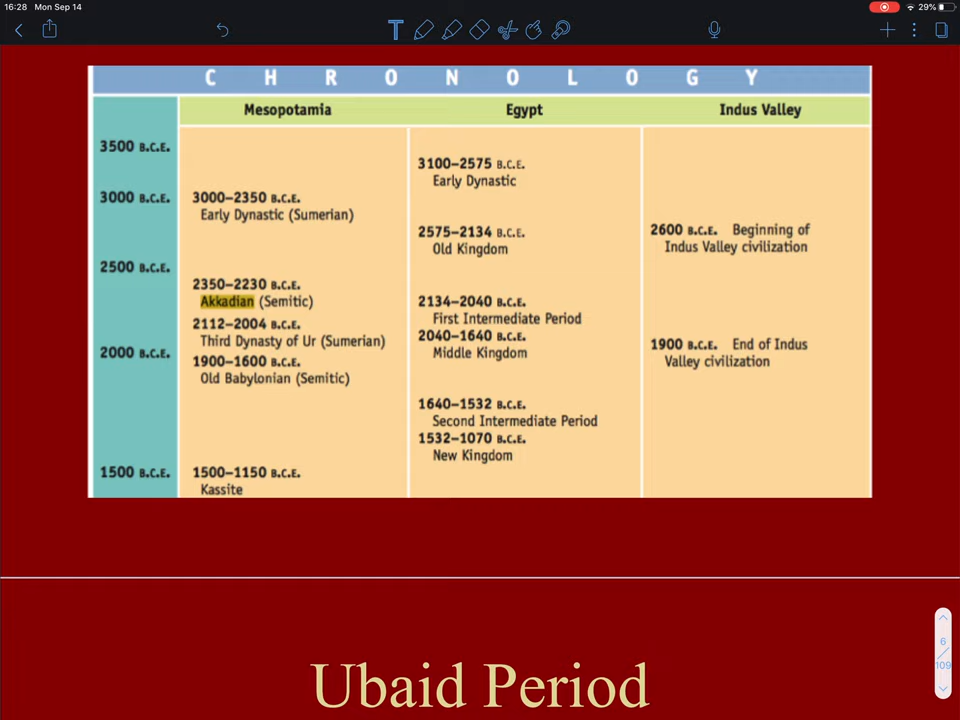 16:28 Mon Sep 14
29%
C H R O N O L O G Y
Mesopotamia
Egypt
Indus Valley
3500 B.C.E.
3000 B.C.E.
2500 B.C.E.
2000 B.C.E.
1500 B.C.E.
3000–2350 B.C.E.
Early Dynastic (Sumerian)
2350–2230 B.C.E.
Akkadian (Semitic)
2112–2004 B.C.E.
Third Dynasty of Ur (Sumerian)
1900–1600 B.C.E.
Old Babylonian (Semitic)
1500–1150 B.C.E.
Kassite
3100–2575 B.C.E.
Early Dynastic
2575–2134 B.C.E.
Old Kingdom
2134–2040 B.C.E.
First Intermediate Period
2040–1640 B.C.E.
Middle Kingdom
1640–1532 B.C.E.
Second Intermediate Period
1532–1070 B.C.E.
New Kingdom
2600 B.C.E. Beginning of
Indus Valley civilization
1900 B.C.E. End of Indus
Valley civilization
6
109
Ubaid Period